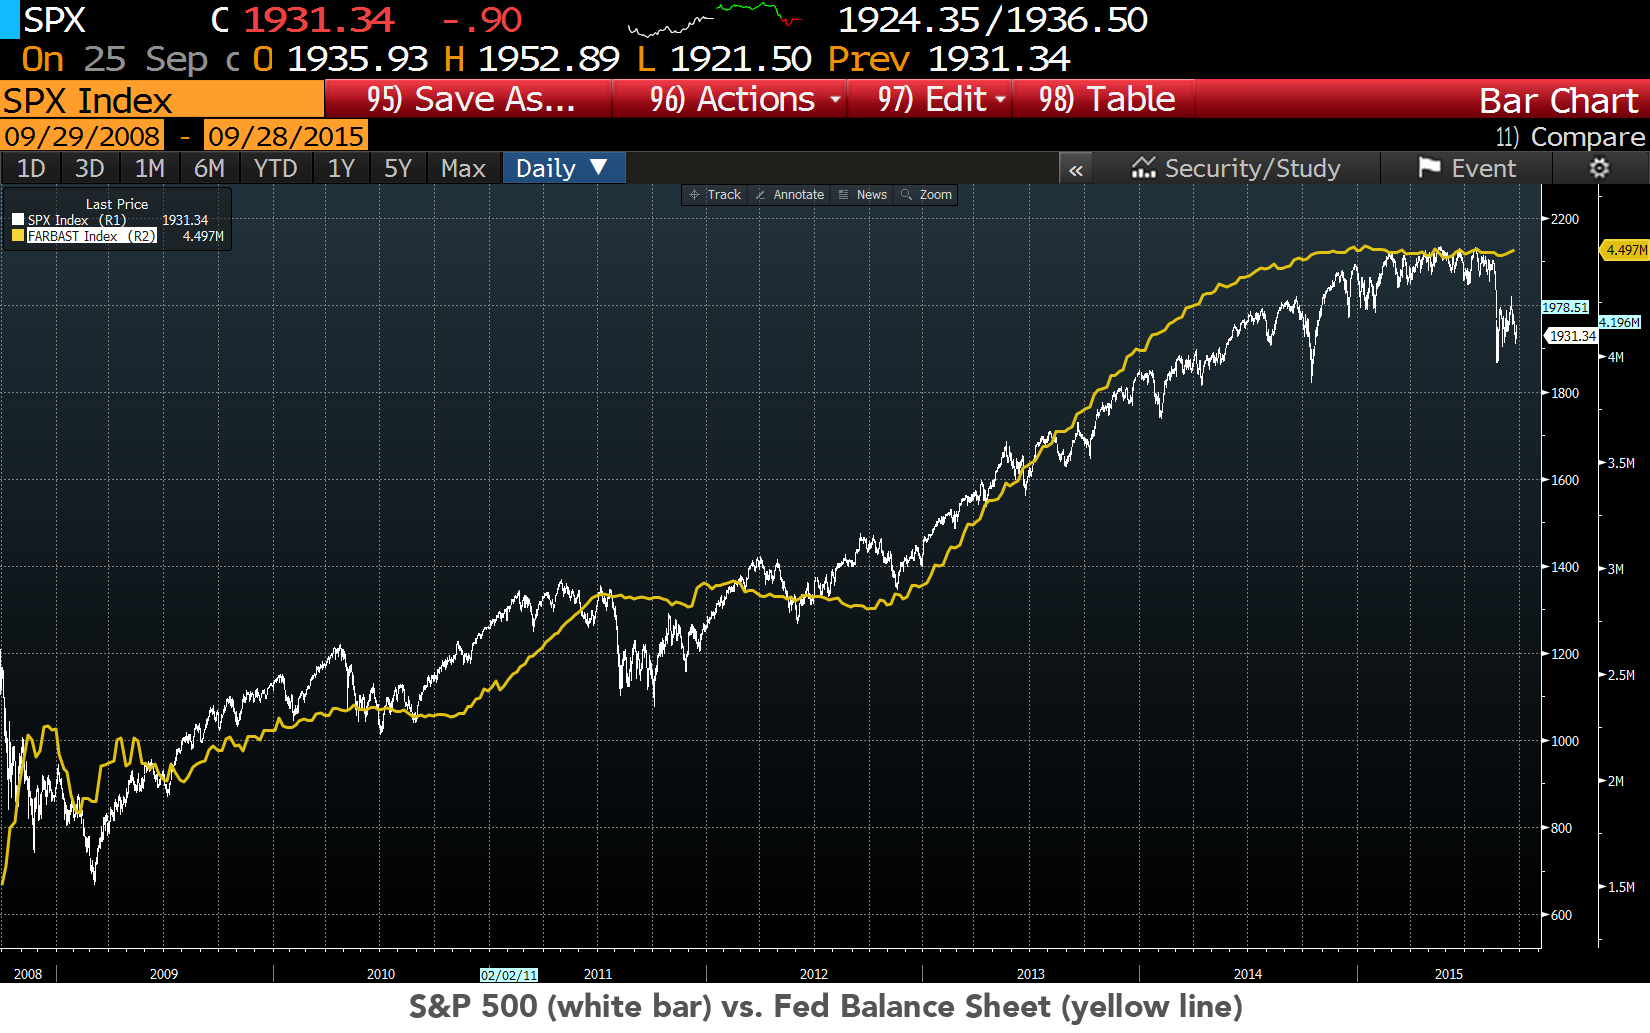 SPX C 1931.34 -.90 1924.35/1936.50
On 25 Sep c O 1935.93 H 1952.89 L 1921.50 Prev 1931.34
SPX Index 95) Save As... 96) Actions 97) Edit 98) Table Bar Chart
09/29/2008 - 09/28/2015 11) Compare
1D 3D 1M 6M YTD 1Y 5Y Max Daily ▼ « Security/Study Event
Track Annotate News Zoom
Last Price
SPX Index (R1) 1931.34
FARBAST Index (R2) 4.497M
2200
4.497M
1978.51
4.196M
1931.34
4M
1800
3.5M
1600
1400
3M
1200
2.5M
1000
2M
800
1.5M
600
2008 2009 2010 02/02/11 2011 2012 2013 2014 2015
S&P 500 (white bar) vs. Fed Balance Sheet (yellow line)